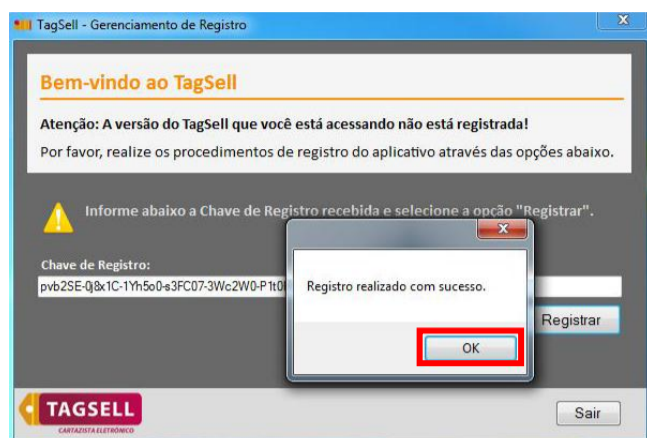 TagSell - Gerenciamento de Registro
Bem-vindo ao TagSell
Atenção: A versão do TagSell que você está acessando não está registrada!
Por favor, realize os procedimentos de registro do aplicativo através das opções abaixo.
Informe abaixo a Chave de Registro recebida e selecione a opção "Registrar".
Chave de Registro:
pvb2SE-0j8x1C-1Yh5o0-s3FC07-3Wc2W0-P1t0
Registro realizado com sucesso.
Registrar
OK
TAGSELL
CARTAZISTA ELETRÔNICO
Sair